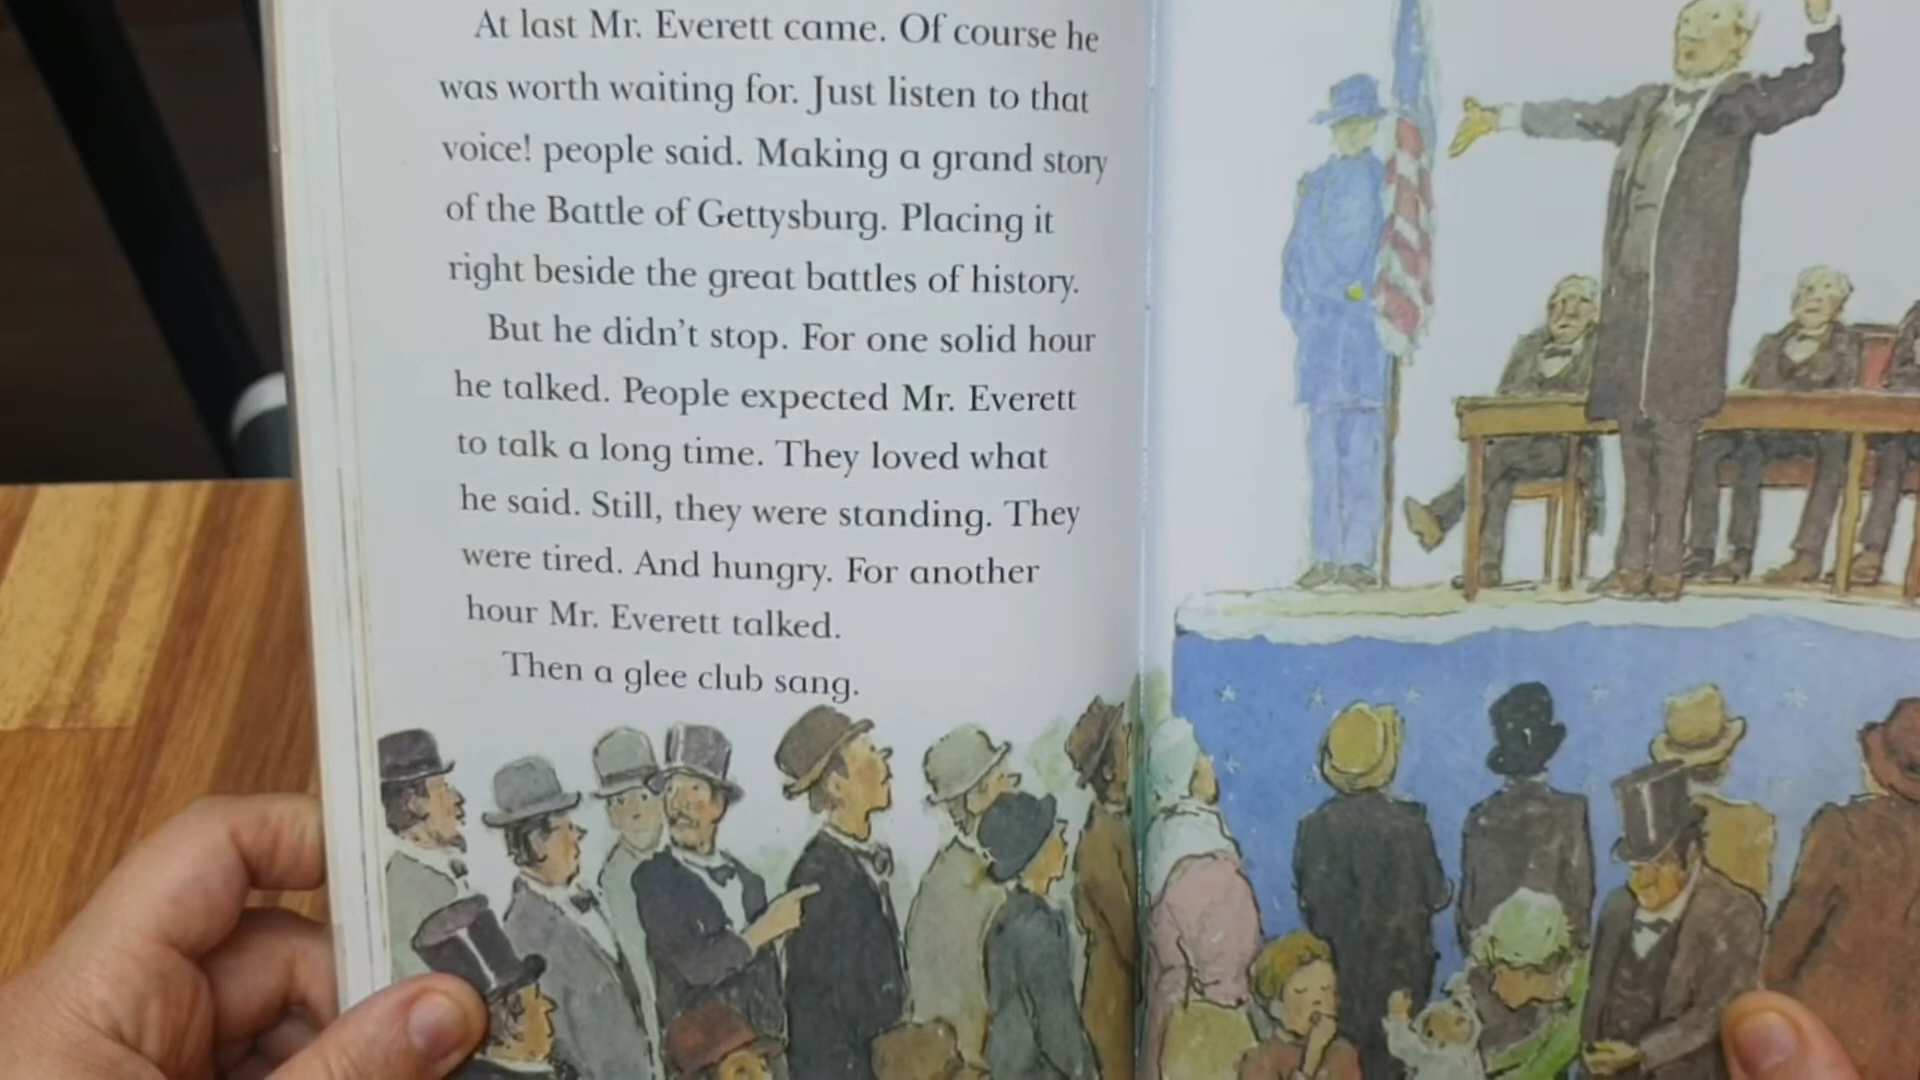 At last Mr. Everett came. Of course he
was worth waiting for. Just listen to that
voice! people said. Making a grand story
of the Battle of Gettysburg. Placing it
right beside the great battles of history.
But he didn't stop. For one solid hour
he talked. People expected Mr. Everett
to talk a long time. They loved what
he said. Still, they were standing. They
were tired. And hungry. For another
hour Mr. Everett talked.
Then a glee club sang.